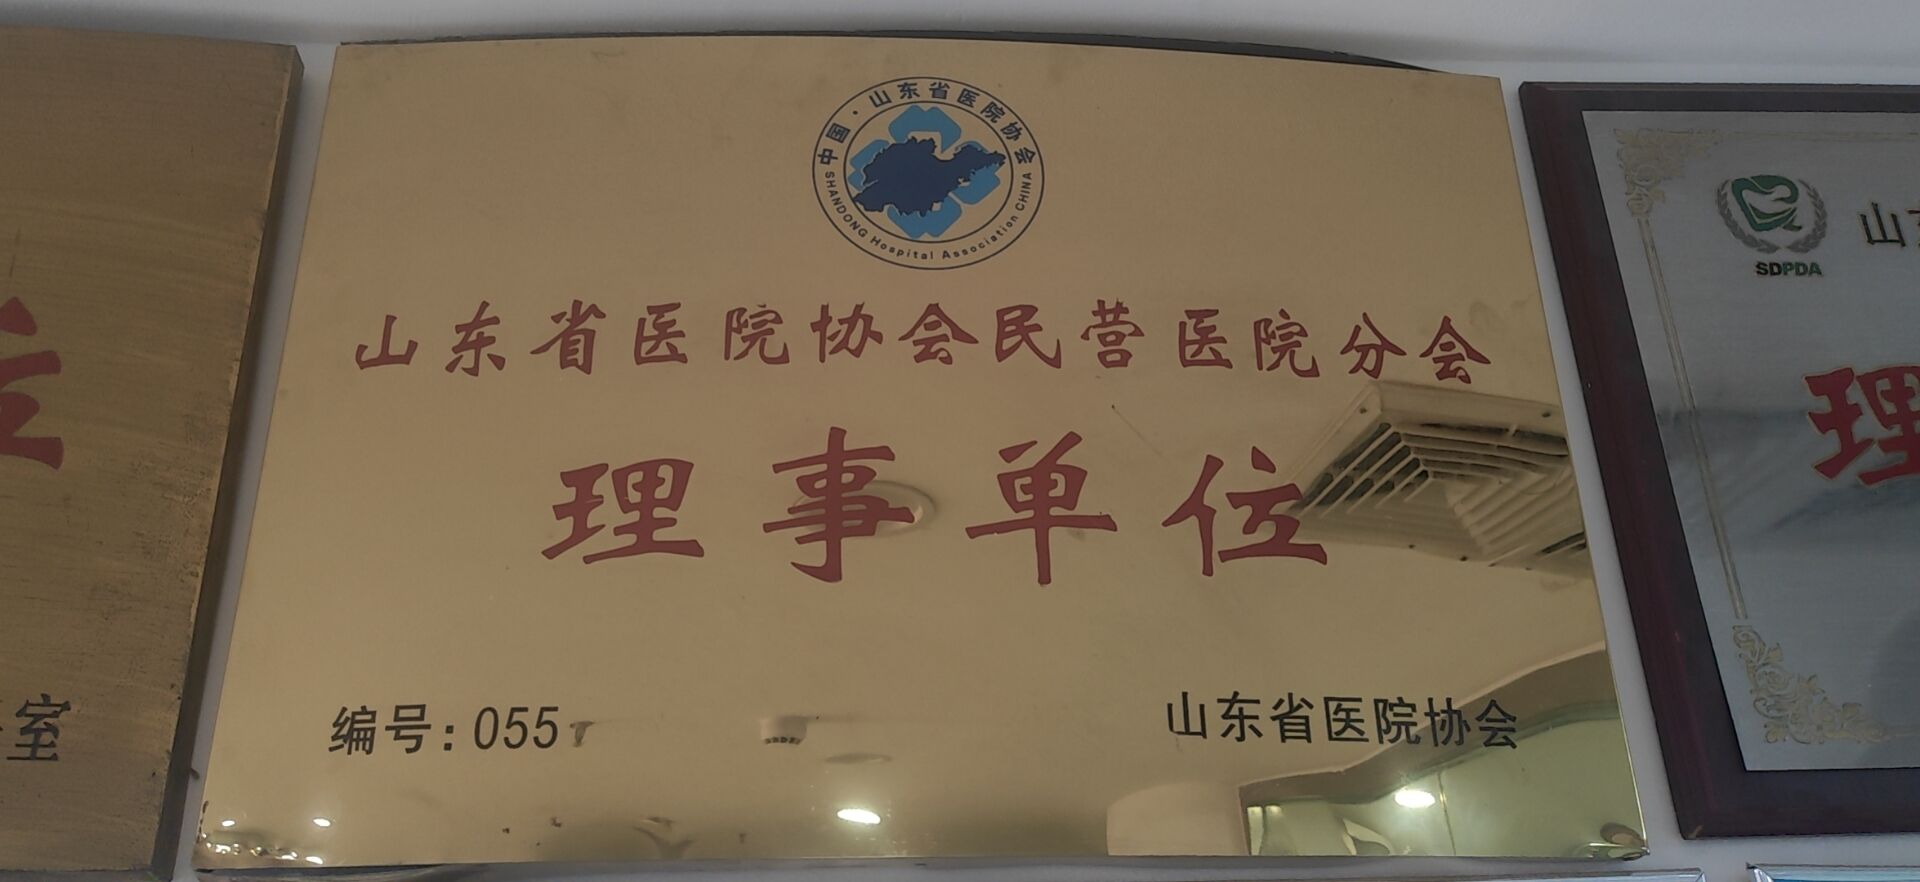 中国·山东省医院协会
SHANDONG Hospital Association CHINA
山东省医院协会民营医院分会
理事单位
编号: 055
山东省医院协会
室
SDPDA
山
理